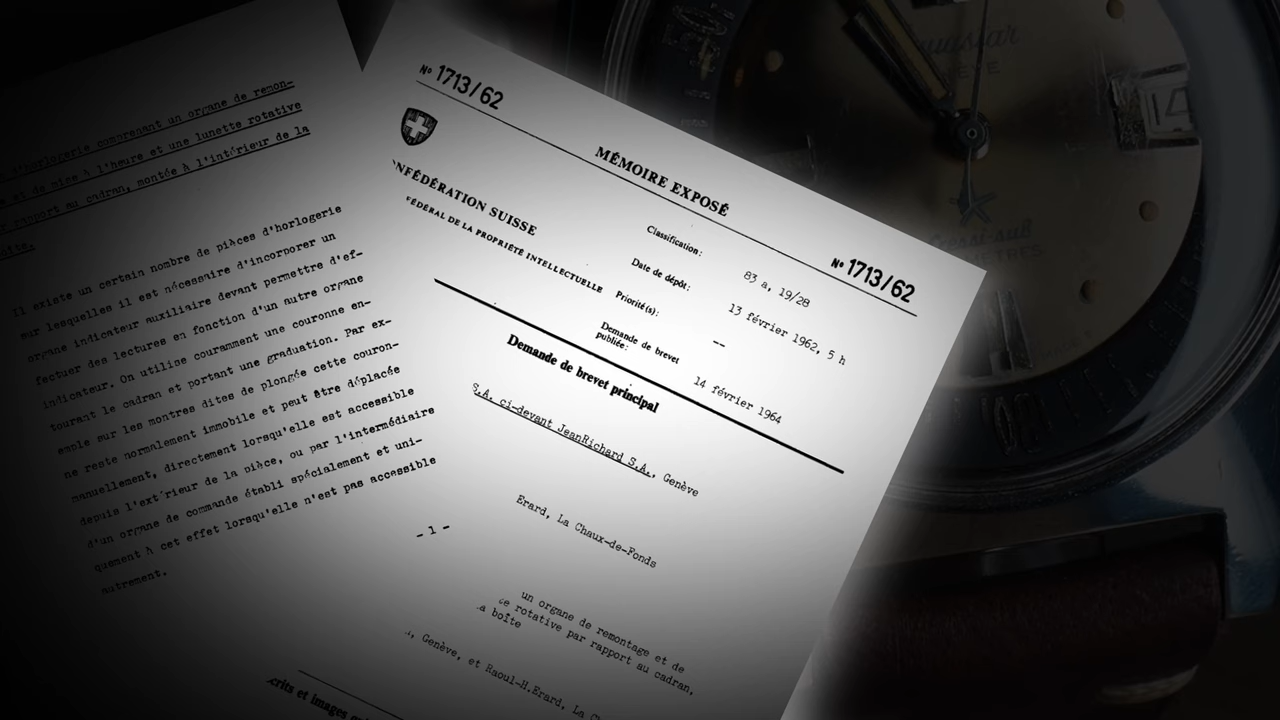 d'horlogerie comprenant un organe de remon-
et de mise à l'heure et une lunette rotative
rapport au cadran, montée à l'intérieur de la
Il existe un certain nombre de pièces d'horlogerie
sur lesquelles il est nécessaire d'incorporer un
organe indicateur auxiliaire devant permettre d'ef-
fectuer des lectures en fonction d'un autre organe
indicateur. On utilise couramment une couronne en-
tourant le cadran et portant une graduation. Par ex-
emple sur les montres dites de plongée cette couron-
ne reste normalement immobile et peut être déplacée
manuellement, directement lorsqu'elle est accessible
depuis l'extérieur de la pièce, ou par l'intermédiaire
d'un organe de commande établi spécialement et uni-
quement à cet effet lorsqu'elle n'est pas accessible
autrement.
- 1 -
Nº 1713/62
MÉMOIRE EXPOSÉ
Nº 1713/62
NFÉDÉRATION SUISSE
FÉDÉRAL DE LA PROPRIÉTÉ INTELLECTUELLE
Classification: 83 a, 19/28
Date de dépôt: 13 février 1962, 5 h
Priorité(s): --
Demande de brevet
publiée: 14 février 1964
Demande de brevet principal
S.A. ci-devant JeanRichard S.A., Genève
Erard, La Chaux-de-Fonds
un organe de remontage et de
rotative par rapport au cadran,
la boîte
Genève, et Raoul-H.Erard, La C
crits et images
14